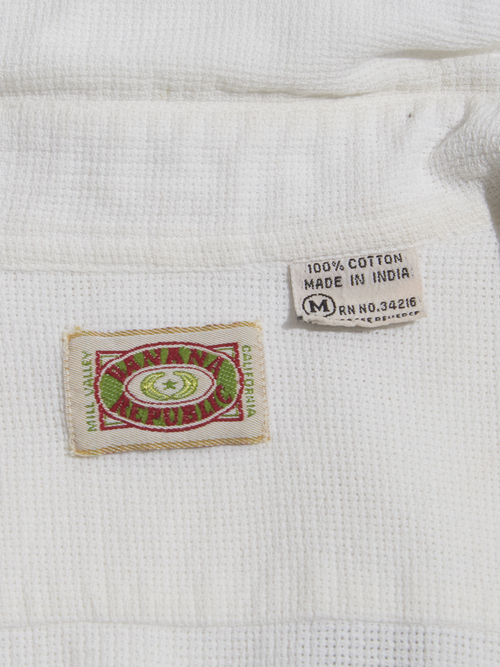 100% COTTON
MADE IN INDIA
M RN NO.34216
MILL VALLEY
BANANA
REPUBLIC
CALIFORNIA